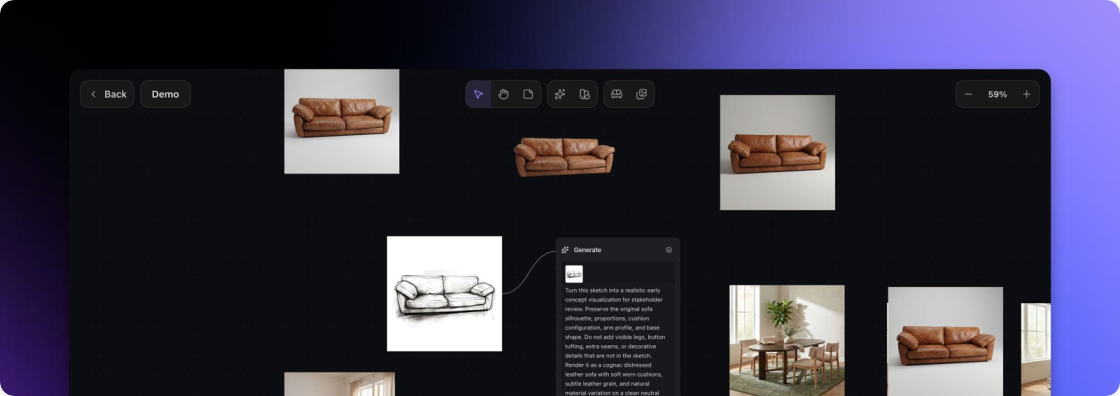 Back
Demo
59%
Generate
Turn this sketch into a realistic early
concept visualization for stakeholder
review. Preserve the original sofa
silhouette, proportions, cushion
configuration, arm profile, and base
shape. Do not add visible legs, button
tufting, extra seams, or decorative
details that are not in the sketch.
Render it as a cognac distressed
leather sofa with soft worn cushions,
subtle leather grain, and natural
material variation on a clean neutral